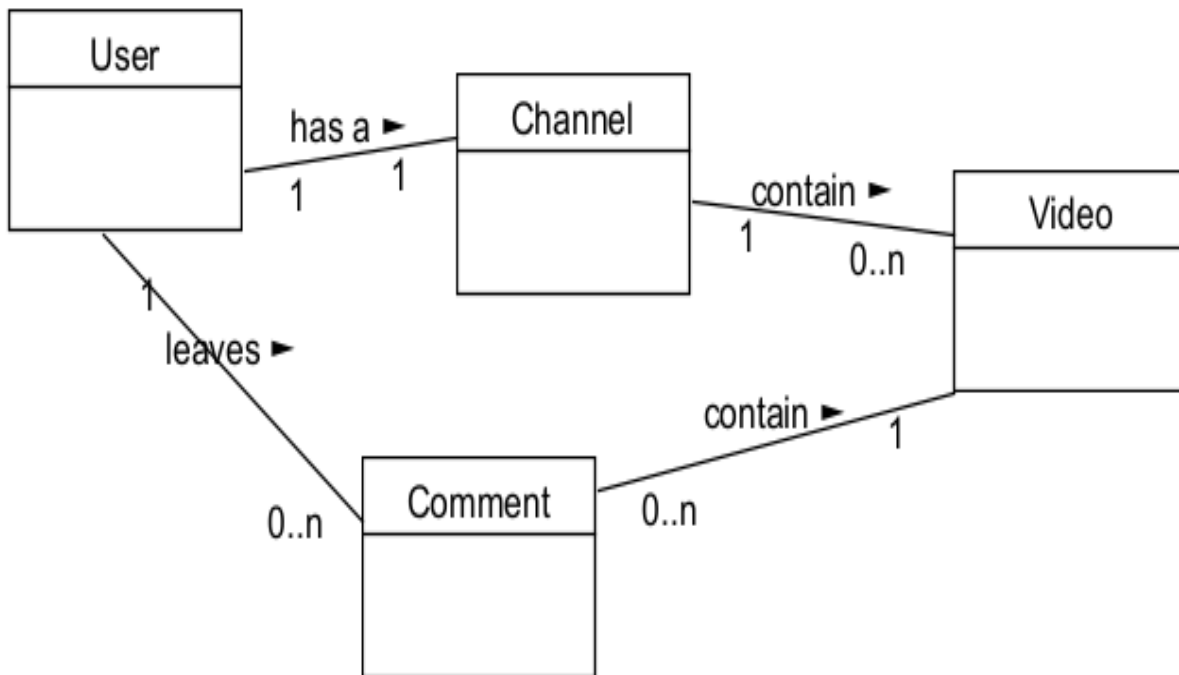 User
has a ►
1
1
Channel
contain ►
1
0..n
Video
1
leaves ►
0..n
Comment
contain ►
0..n
1